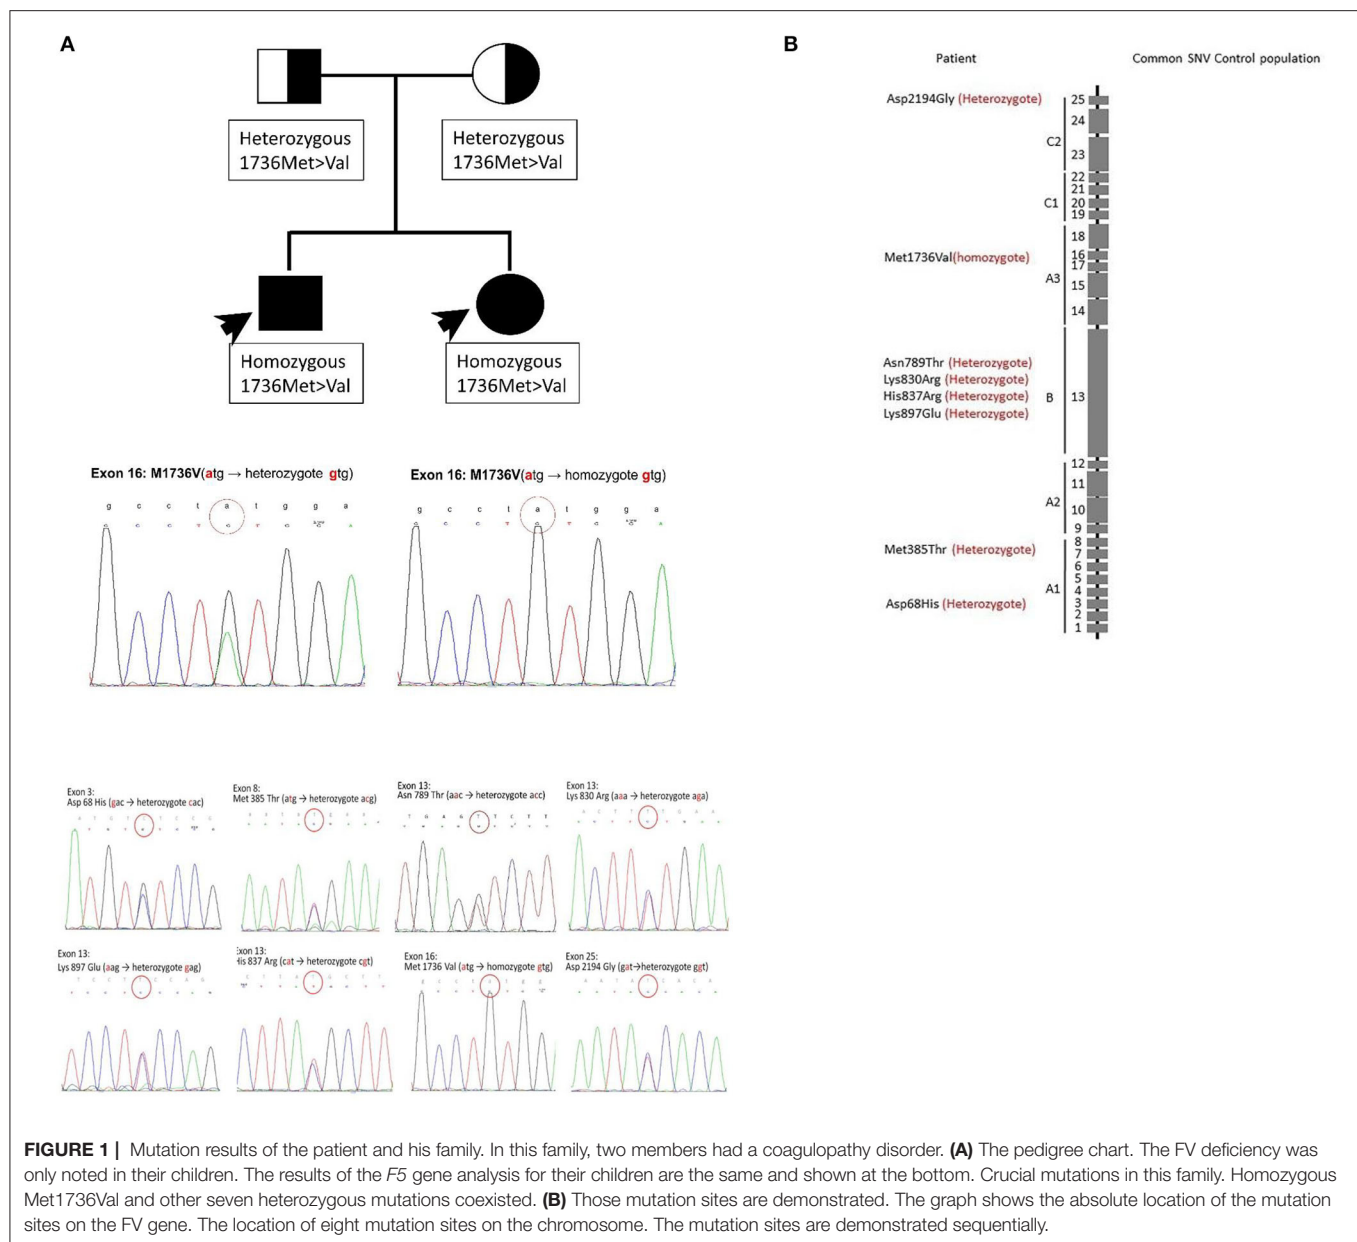 A
Heterozygous
1736Met>Val
Heterozygous
1736Met>Val
Homozygous
1736Met>Val
Homozygous
1736Met>Val
Exon 16: M1736V(atg → heterozygote gtg)
g c c t a t g g a
Exon 16: M1736V(atg → homozygote gtg)
g c c t a t g g a
Exon 3:
Asp 68 His (gac → heterozygote cac)
Exon 8:
Met 385 Thr (atg → heterozygote acg)
Exon 13:
Asn 789 Thr (aac → heterozygote acc)
T G A G T T C T T
Exon 13:
Lys 830 Arg (aaa → heterozygote aga)
Exon 13:
Lys 897 Glu (aag → heterozygote gag)
Exon 13:
His 837 Arg (cat → heterozygote cgt)
Exon 16:
Met 1736 Val (atg → homozygote gtg)
Exon 25:
Asp 2194 Gly (gat→heterozygote ggt)
B
Patient
Common SNV Control population
Asp2194Gly (Heterozygote)
25
24
C2
23
22
21
C1
20
19
18
Met1736Val(homozygote)
16
17
A3
15
14
Asn789Thr (Heterozygote)
Lys830Arg (Heterozygote)
His837Arg (Heterozygote)
B
13
Lys897Glu (Heterozygote)
12
11
A2
10
9
8
Met385Thr (Heterozygote)
7
6
5
A1
4
Asp68His (Heterozygote)
3
2
1
FIGURE 1 | Mutation results of the patient and his family. In this family, two members had a coagulopathy disorder. (A) The pedigree chart. The FV deficiency was
only noted in their children. The results of the F5 gene analysis for their children are the same and shown at the bottom. Crucial mutations in this family. Homozygous
Met1736Val and other seven heterozygous mutations coexisted. (B) Those mutation sites are demonstrated. The graph shows the absolute location of the mutation
sites on the FV gene. The location of eight mutation sites on the chromosome. The mutation sites are demonstrated sequentially.